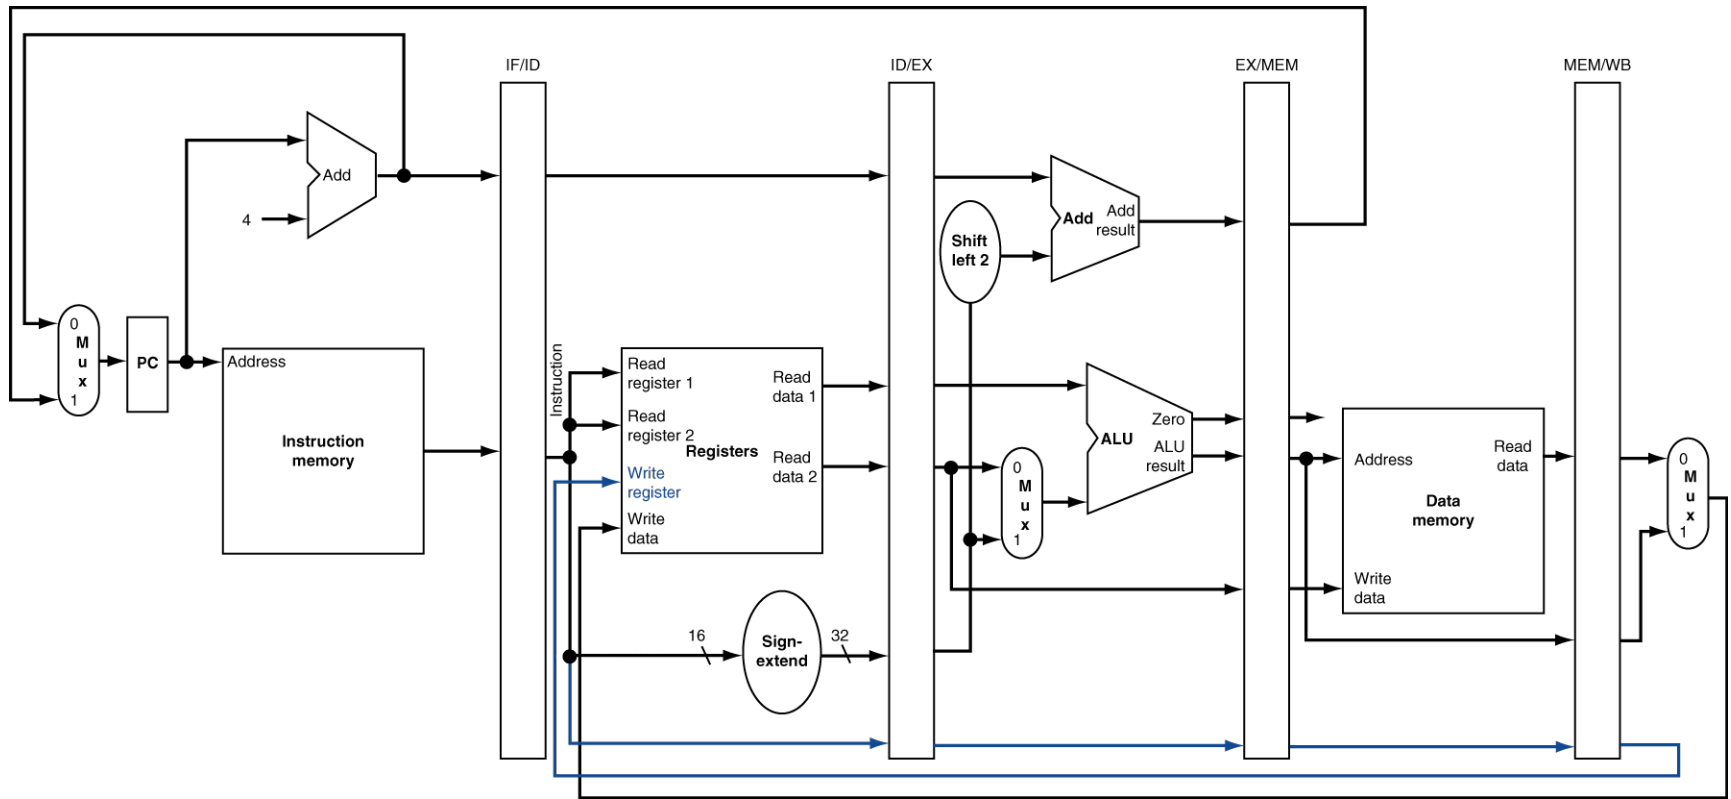 IF/ID
ID/EX
EX/MEM
MEM/WB
Add
4
0
M
u
x
1
PC
Address
Instruction
memory
Instruction
Read
register 1
Read
register 2
Write
register
Write
data
Registers
Read
data 1
Read
data 2
16
Sign-
extend
32
Shift
left 2
Add
Add
result
0
M
u
x
1
ALU
Zero
ALU
result
Address
Write
data
Data
memory
Read
data
0
M
u
x
1